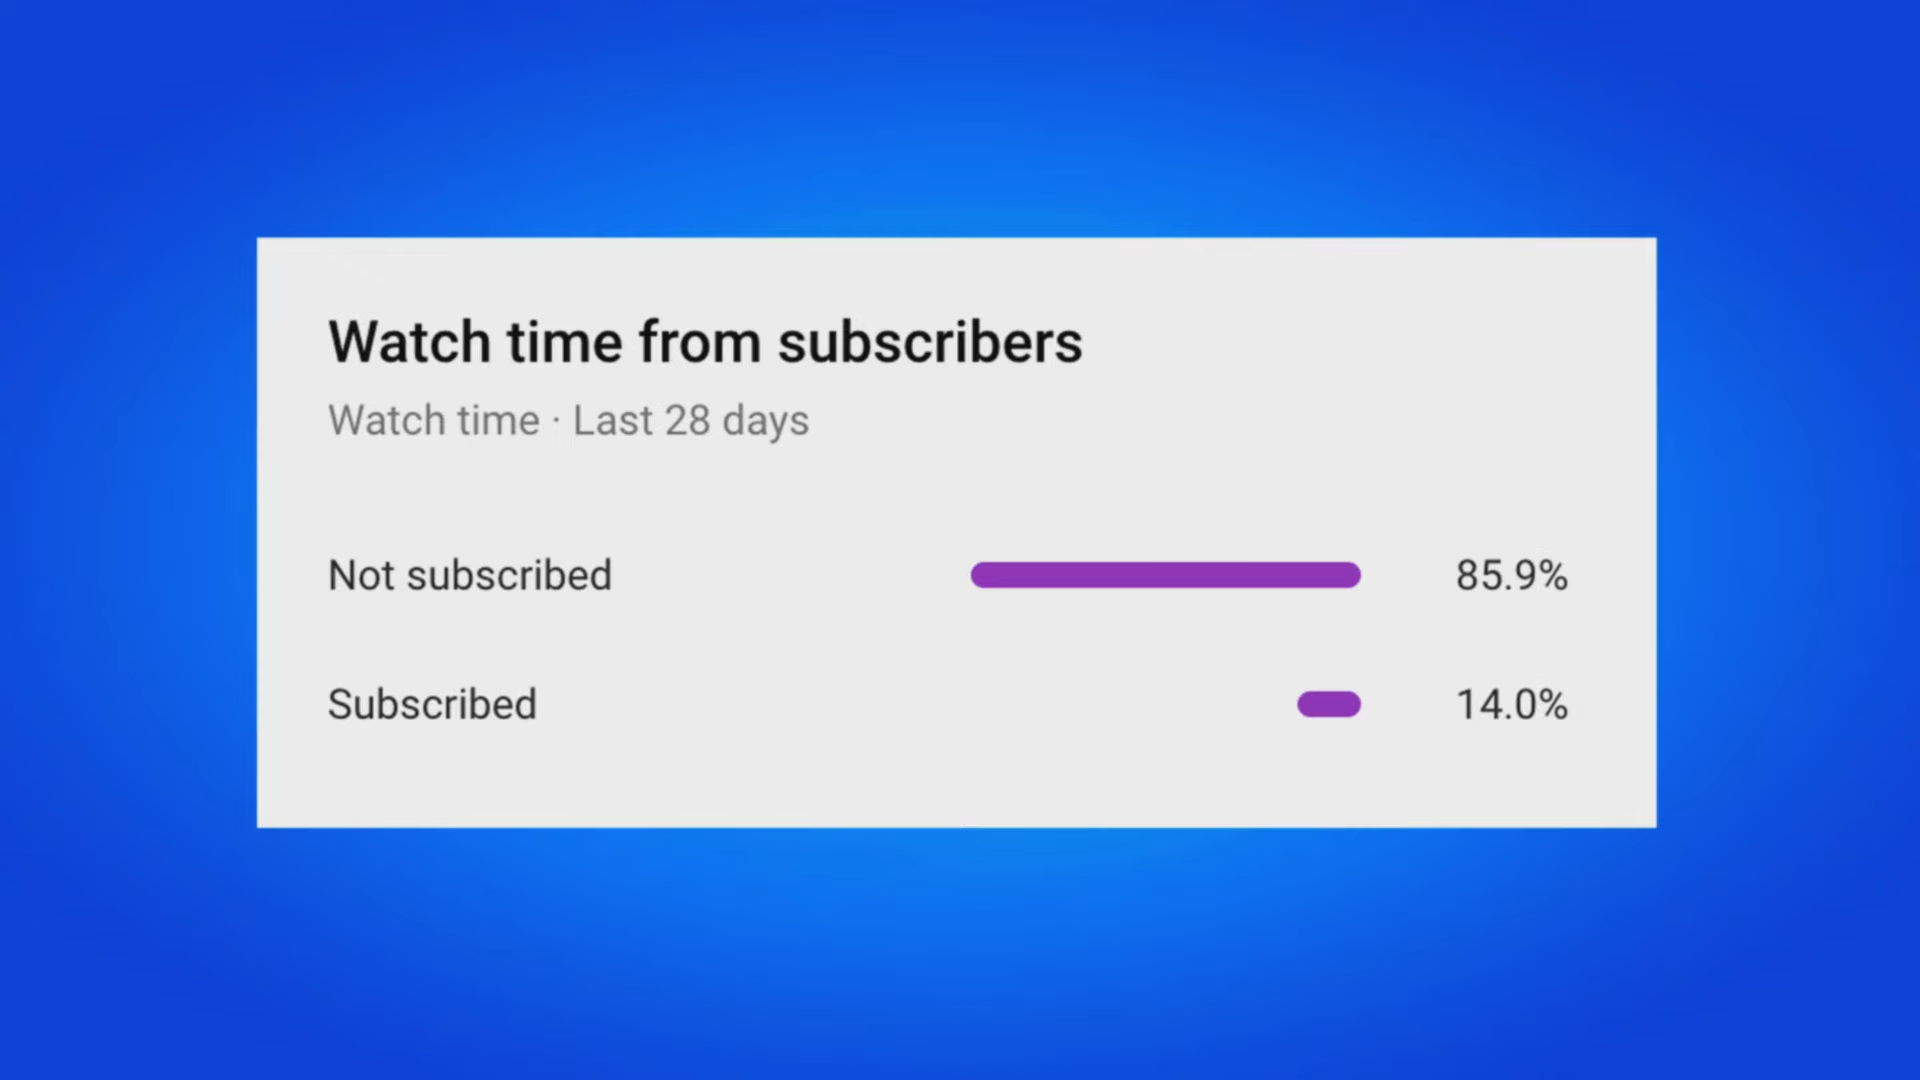 Watch time from subscribers
Watch time · Last 28 days
Not subscribed 85.9%
Subscribed 14.0%